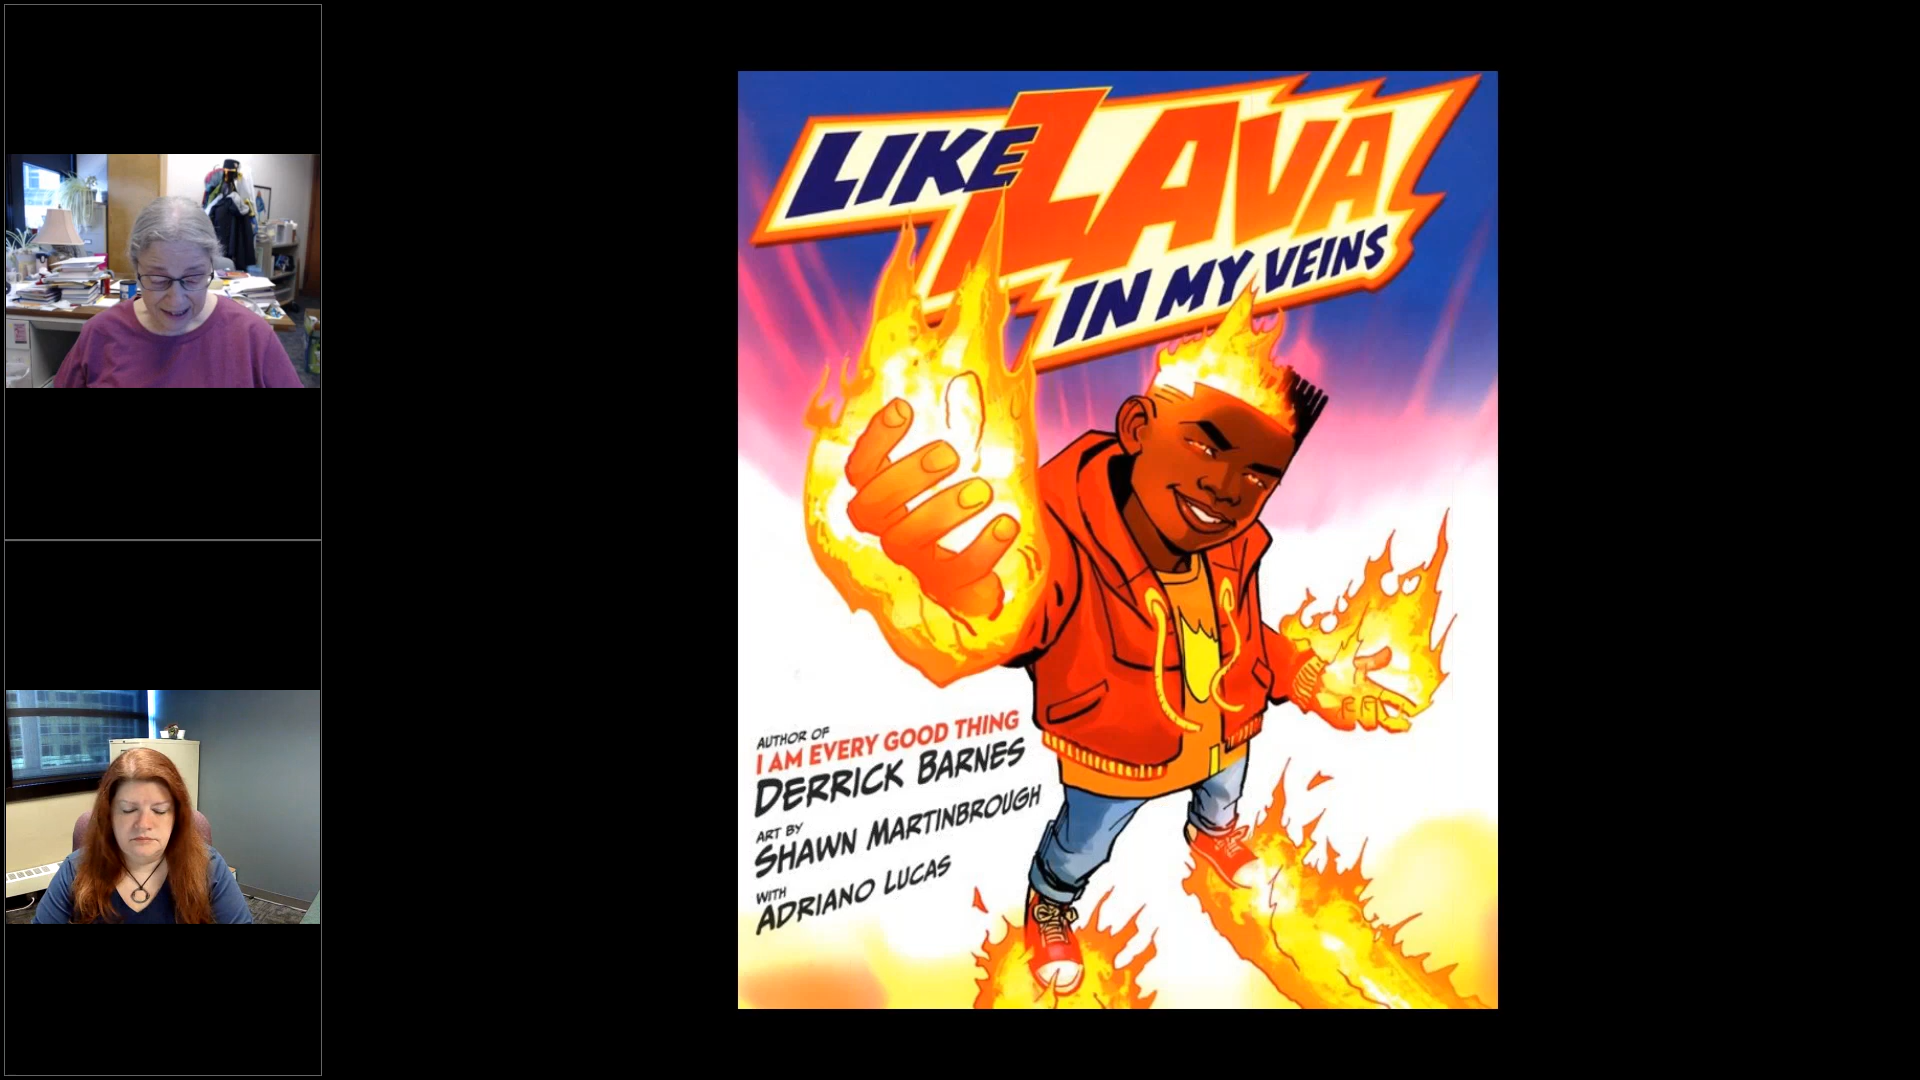 LIKE LAVA
IN MY VEINS
AUTHOR OF
I AM EVERY GOOD THING
DERRICK BARNES
ART BY
SHAWN MARTINBROUGH
WITH
ADRIANO LUCAS